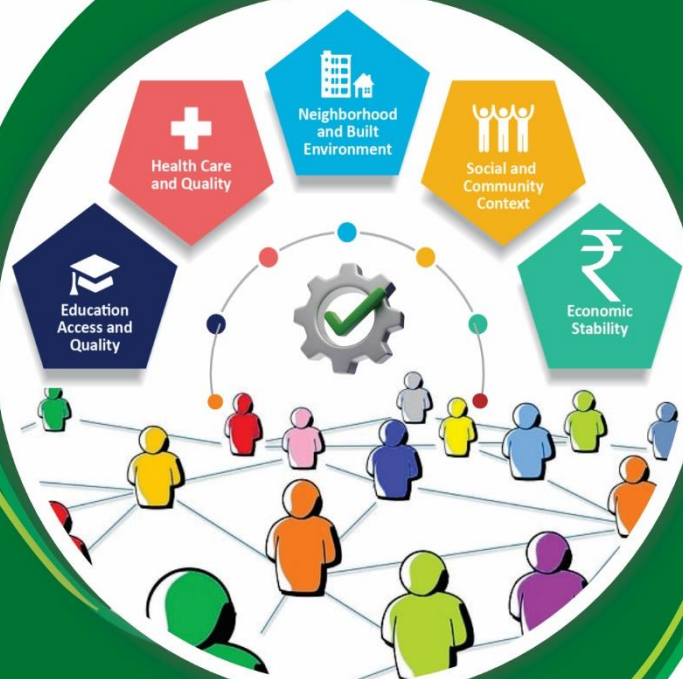 Education
Access and
Quality
Health Care
and Quality
Neighborhood
and Built
Environment
Social and
Community
Context
₹
Economic
Stability